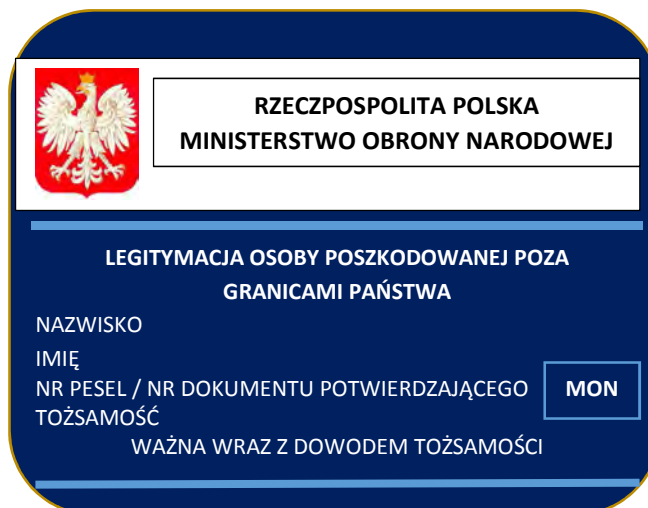 RZECZPOSPOLITA POLSKA
MINISTERSTWO OBRONY NARODOWEJ
LEGITYMACJA OSOBY POSZKODOWANEJ POZA
GRANICAMI PAŃSTWA
NAZWISKO
IMIĘ
NR PESEL / NR DOKUMENTU POTWIERDZAJĄCEGO
TOŻSAMOŚĆ
MON
WAŻNA WRAZ Z DOWODEM TOŻSAMOŚCI